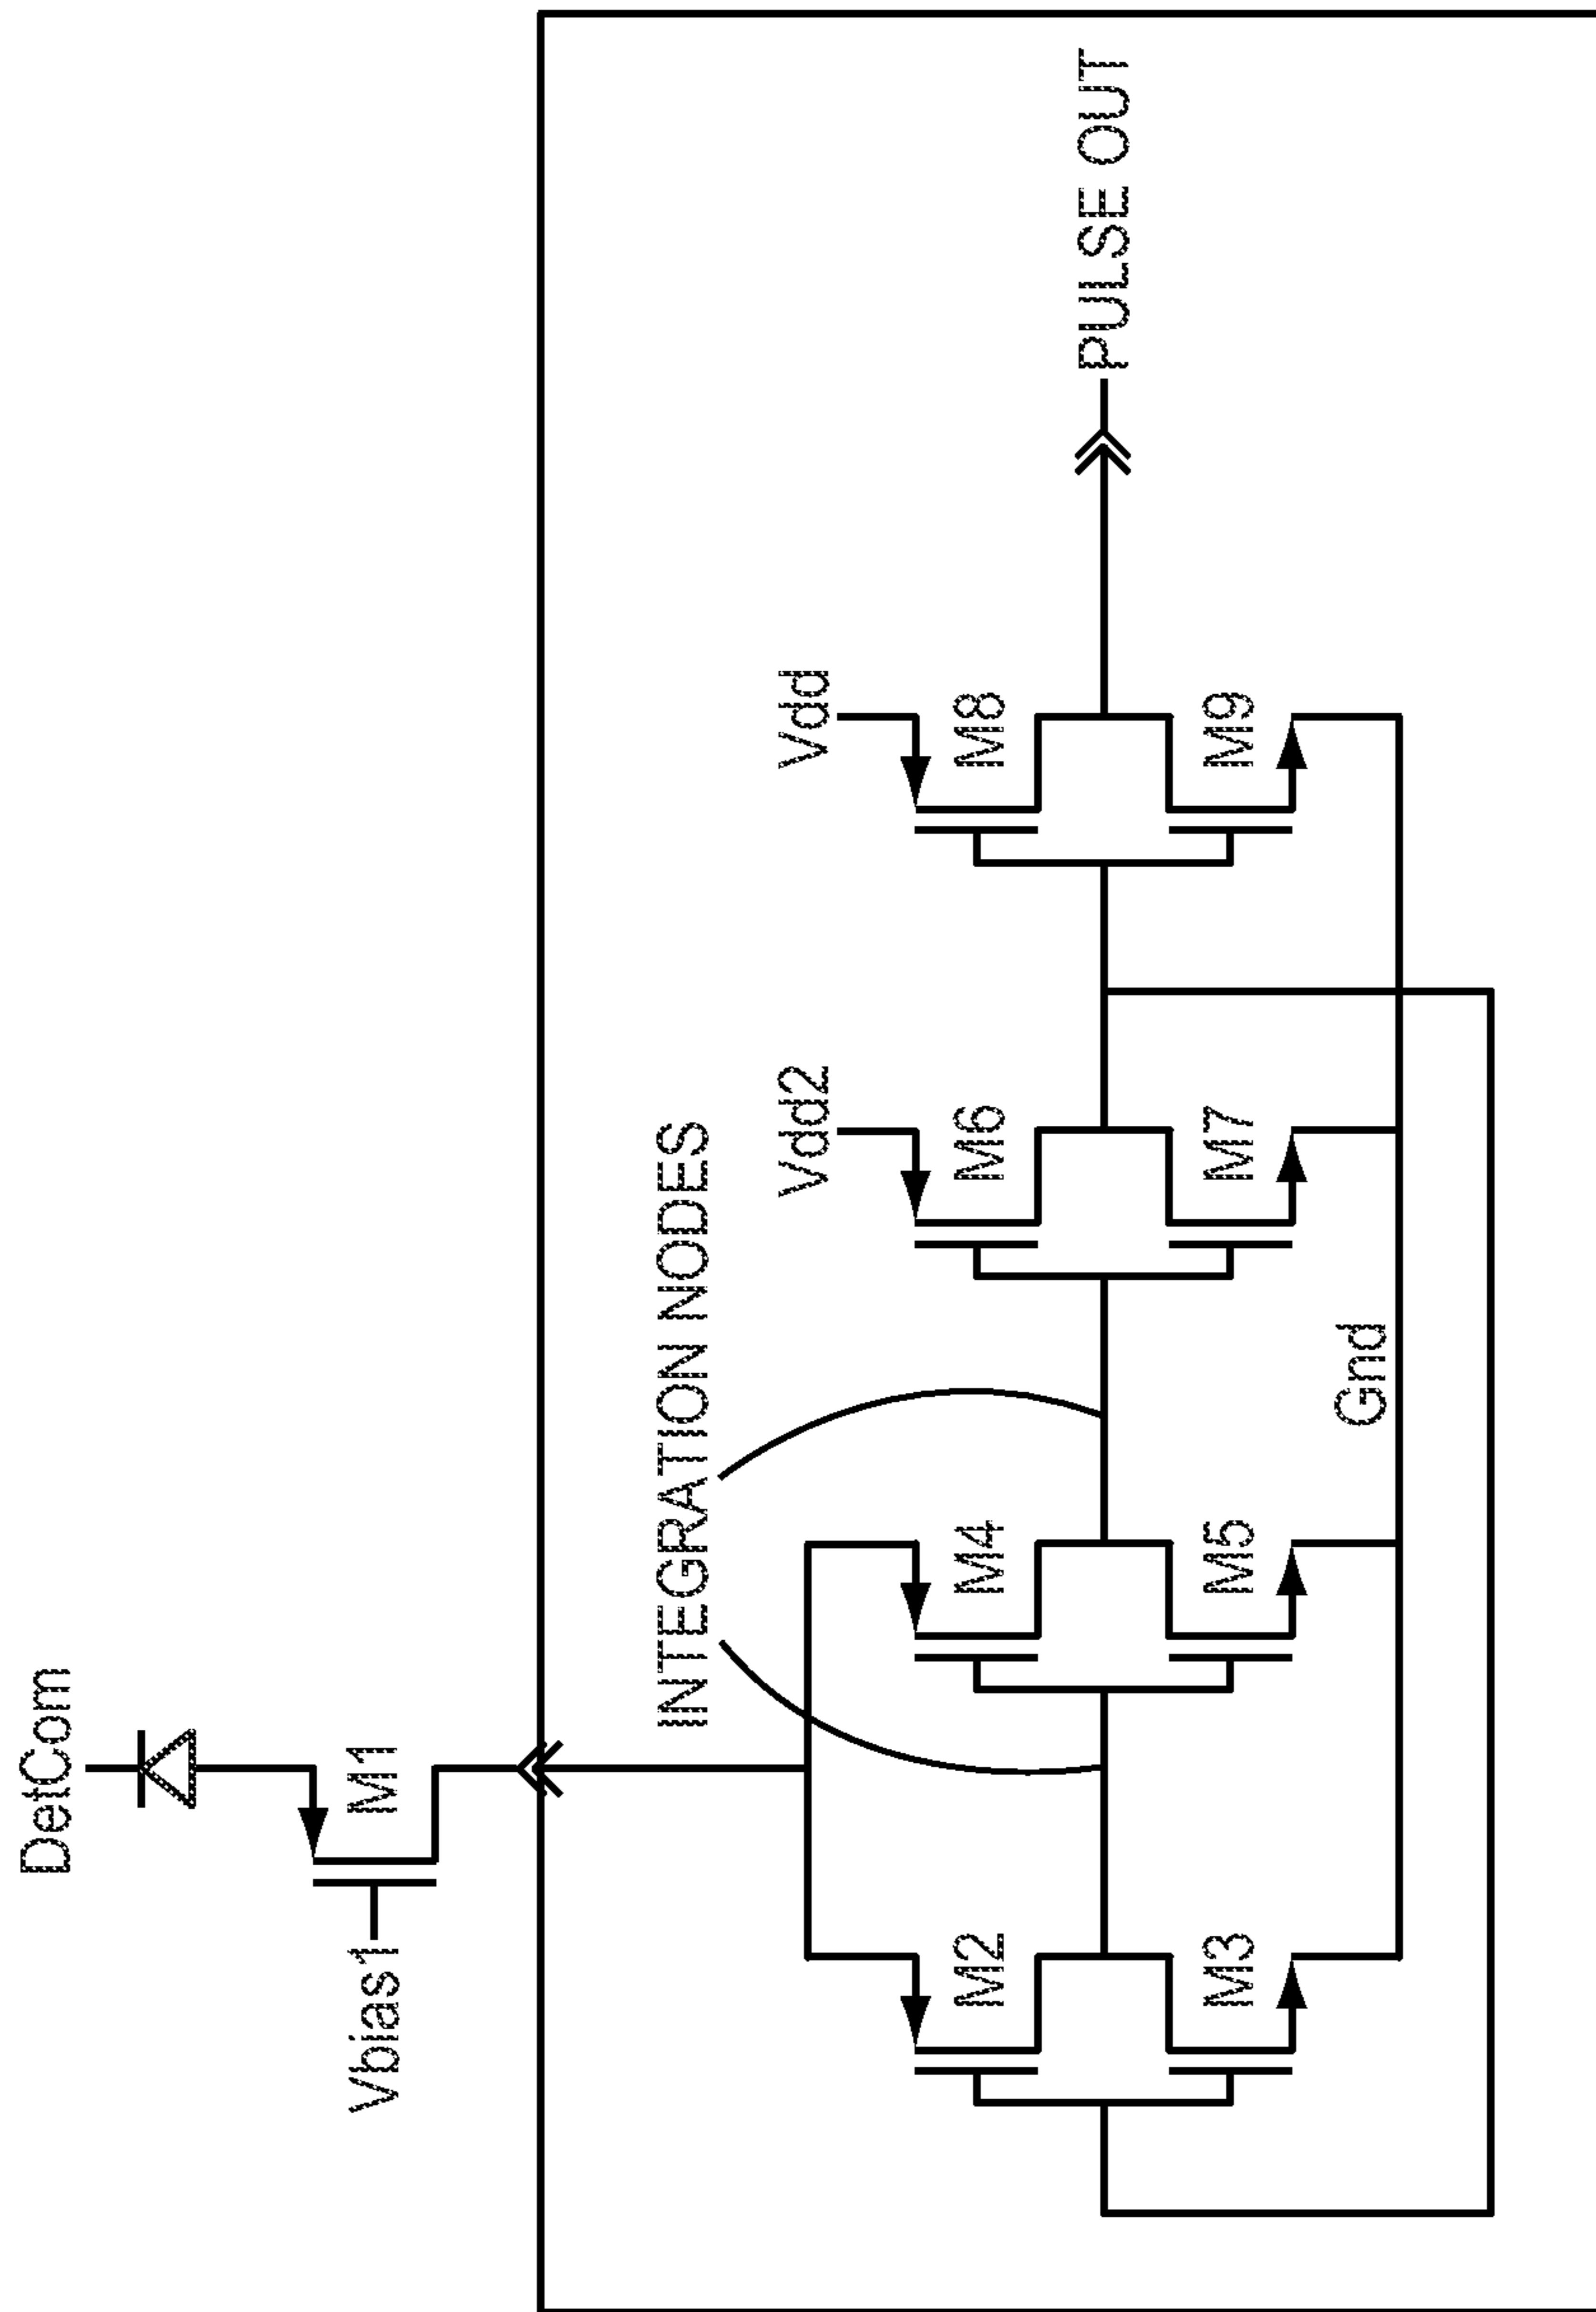 DetCom
Vbias1
M1
INTEGRATION NODES
Vdd2
Vdd
M2
M4
M6
M8
PULSE OUT
M3
M5
M7
M9
Gnd